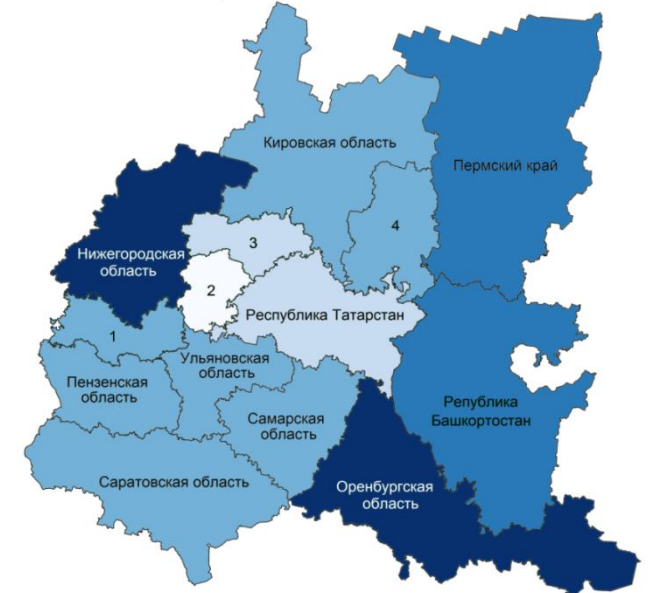 Кировская область
Пермский край
4
3
Нижегородская
область
2
Республика Татарстан
1
Ульяновская
область
Пензенская
область
Репулика
Башкортостан
Самарская
область
Саратовская область
Оренбургская
область